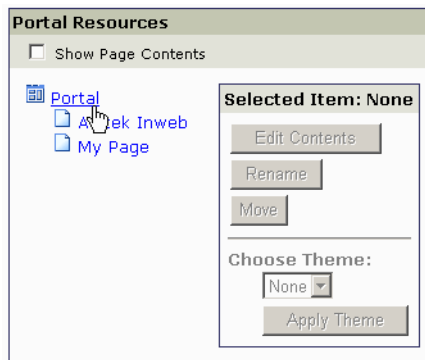 Portal Resources
Show Page Contents
Portal
Inweb
My Page
Selected Item: None
Edit Contents
Rename
Move
Choose Theme:
None
Apply Theme